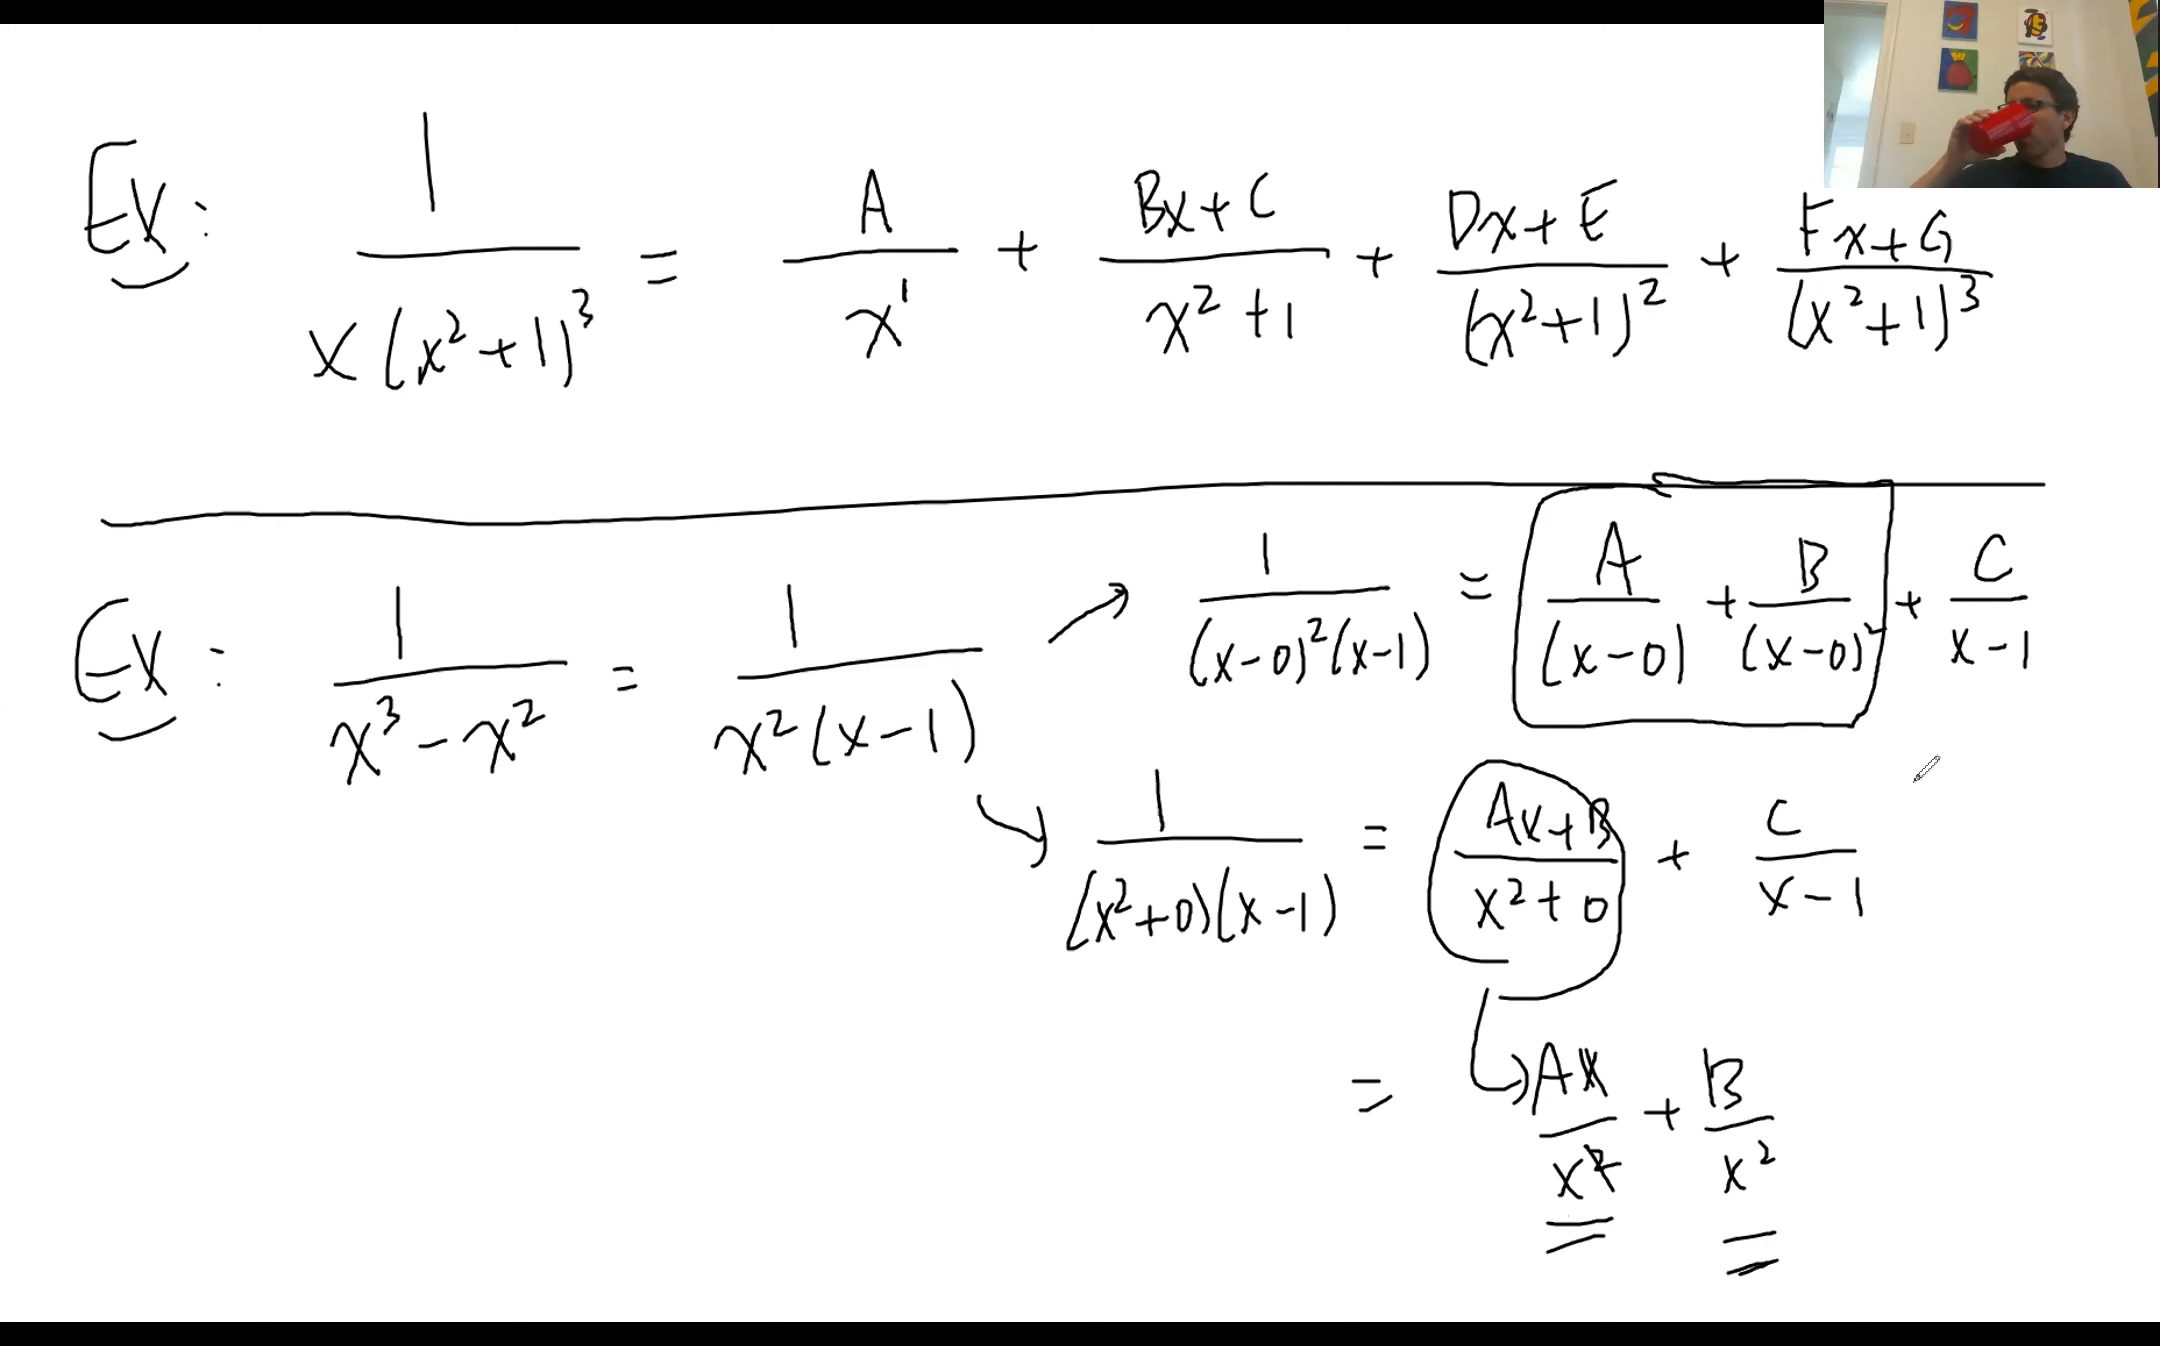 Ex: 1/(x(x²+1)³) = A/x¹ + (Bx+C)/(x²+1) + (Dx+E)/(x²+1)² + (Fx+G)/(x²+1)³
Ex: 1/(x³-x²) = 1/(x²(x-1)) → 1/((x-0)²(x-1)) = A/(x-0) + B/(x-0)² + C/(x-1)
→ 1/((x²+0)(x-1)) = (Ax+B)/(x²+0) + C/(x-1)
= → Ax/x² + B/x²